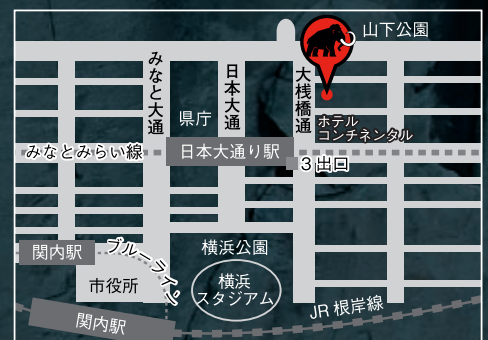 山下公園
みなと大通
日本大通
大桟橋通
県庁
ホテル
コンチネンタル
みなとみらい線
日本大通り駅
3出口
関内駅
ブルーライン
横浜公園
市役所
横浜
スタジアム
JR根岸線
関内駅